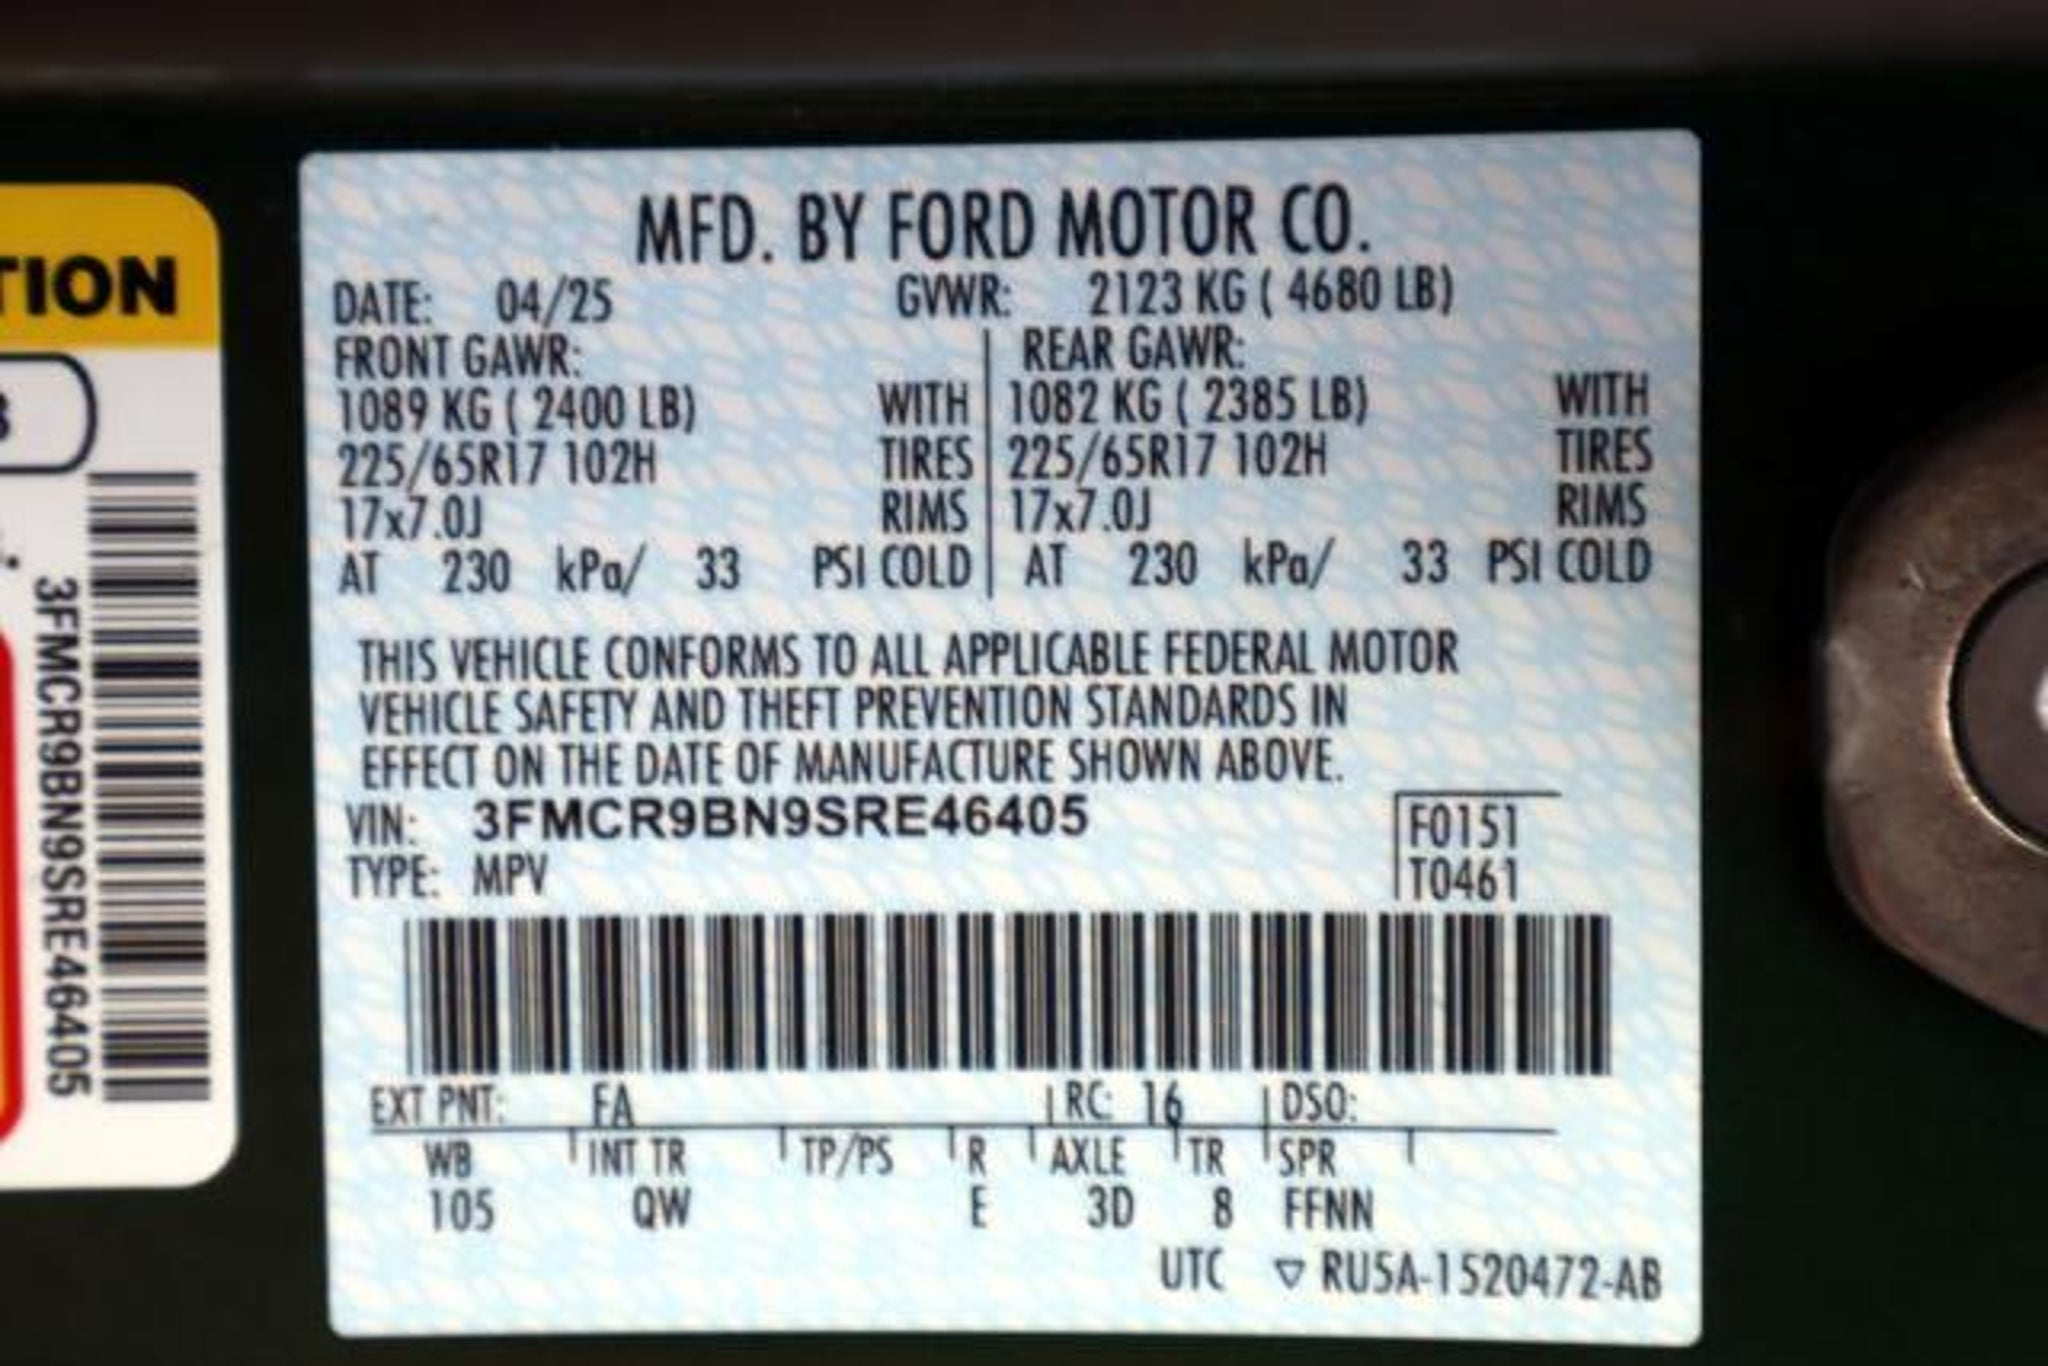 TION
3FMCR9BN9SRE46405
MFD. BY FORD MOTOR CO.
DATE: 04/25 GVWR: 2123 KG ( 4680 LB)
FRONT GAWR: REAR GAWR:
1089 KG ( 2400 LB) WITH 1082 KG ( 2385 LB) WITH
225/65R17 102H TIRES 225/65R17 102H TIRES
17x7.0J RIMS 17x7.0J RIMS
AT 230 kPa/ 33 PSI COLD AT 230 kPa/ 33 PSI COLD
THIS VEHICLE CONFORMS TO ALL APPLICABLE FEDERAL MOTOR
VEHICLE SAFETY AND THEFT PREVENTION STANDARDS IN
EFFECT ON THE DATE OF MANUFACTURE SHOWN ABOVE.
VIN: 3FMCR9BN9SRE46405 F0151
TYPE: MPV T0461
EXT PNT: FA RC: 16 DSO:
WB INT TR TP/PS R AXLE TR SPR
105 QW E 3D 8 FFNN
UTC ▽ RU5A-1520472-AB